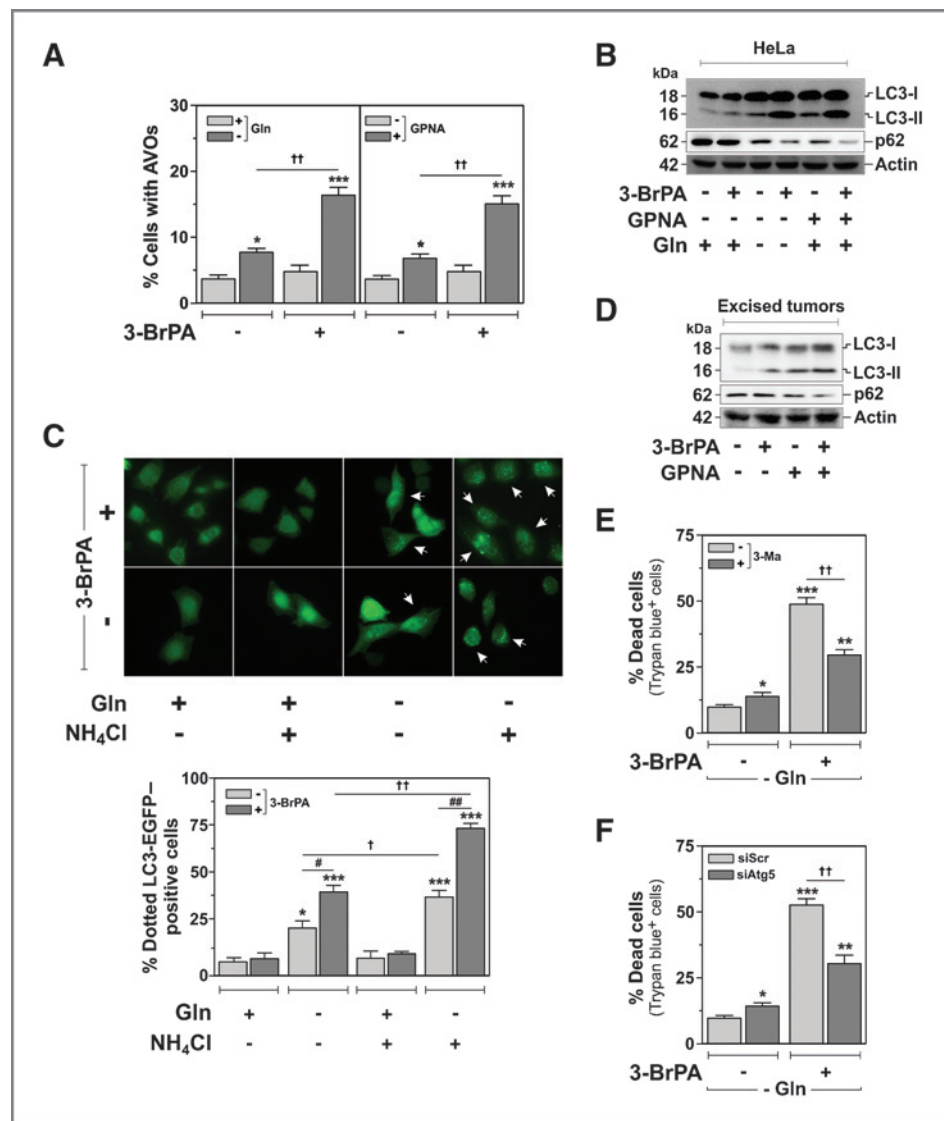 A
30
20
10
0
% Cells with AVOs
+
-
Gln
-
+
GPNA
††
††
* *** * ***
3-BrPA - + - +
B
HeLa
kDa
18
16
62
42
LC3-I
LC3-II
p62
Actin
3-BrPA - + - + - +
GPNA - - - - + +
Gln + + - - + +
C
3-BrPA
+
-
Gln + + - -
NH4Cl - + - +
100
75
50
25
0
% Dotted LC3-EGFP–
positive cells
-
+
3-BrPA
††
†
##
#
* *** *** ***
Gln + - + -
NH4Cl - - + +
D
Excised tumors
kDa
18
16
62
42
LC3-I
LC3-II
p62
Actin
3-BrPA - + - +
GPNA - - + +
E
75
50
25
0
% Dead cells
(Trypan blue+ cells)
-
+
3-Ma
††
* *** **
3-BrPA - +
- Gln
F
75
50
25
0
% Dead cells
(Trypan blue+ cells)
siScr
siAtg5
††
* *** **
3-BrPA - +
- Gln